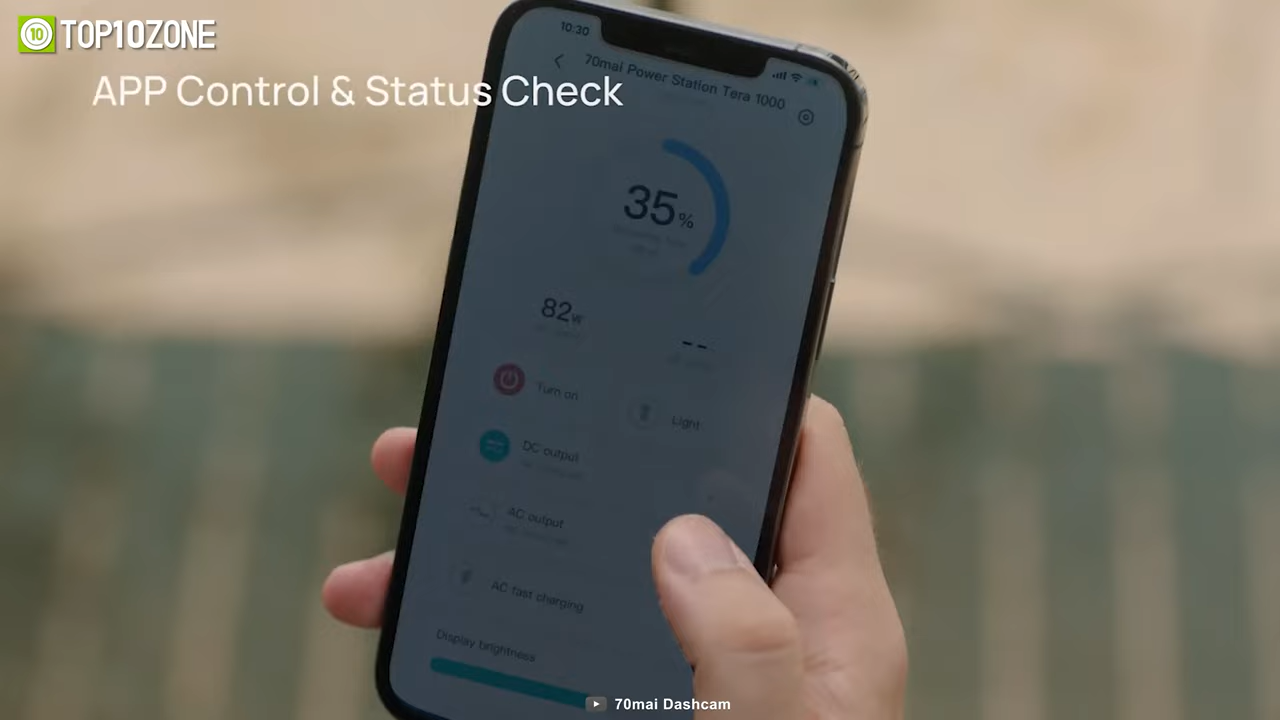 10 TOP10ZONE
APP Control & Status Check
10:30
70mai Power Station Tera 1000
35%
82W
--
Turn on
Light
DC output
AC output
AC fast charging
Display brightness
70mai Dashcam